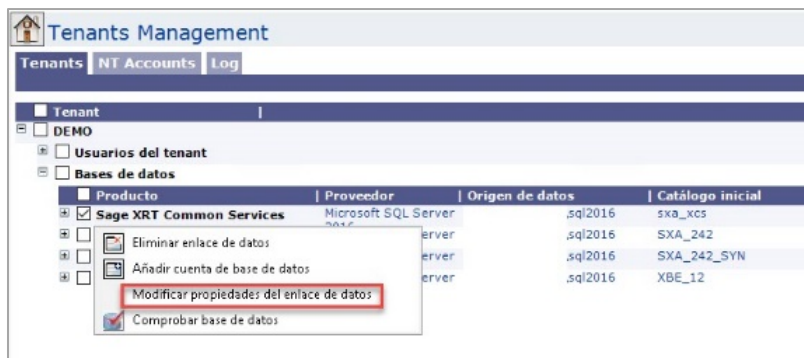 Tenants Management
Tenants NT Accounts Log
Tenant
DEMO
Usuarios del tenant
Bases de datos
Producto Proveedor Origen de datos Catálogo inicial
Sage XRT Common Services Microsoft SQL Server ,sql2016 sxa_xcs
erver ,sql2016 SXA_242
Eliminar enlace de datos
erver ,sql2016 SXA_242_SYN
Añadir cuenta de base de datos
erver ,sql2016 XBE_12
Modificar propiedades del enlace de datos
Comprobar base de datos